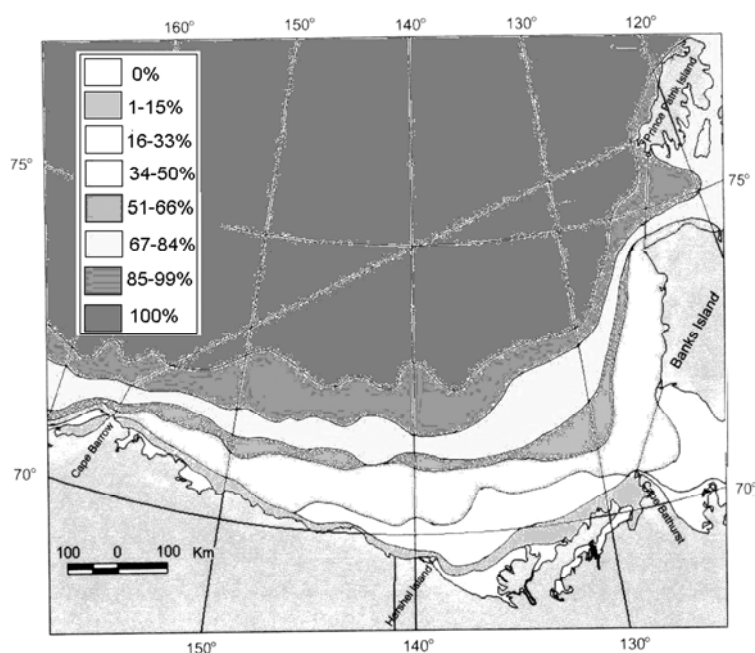 160° 150° 140° 130° 120°
0%
1-15%
16-33%
34-50%
51-66%
67-84%
85-99%
100%
Prince Patrik Island
75° 75°
Banks Island
Cape Barrow
70° 70°
Cape Bathurst
100 0 100 Km
Hershel Island
150° 140° 130°